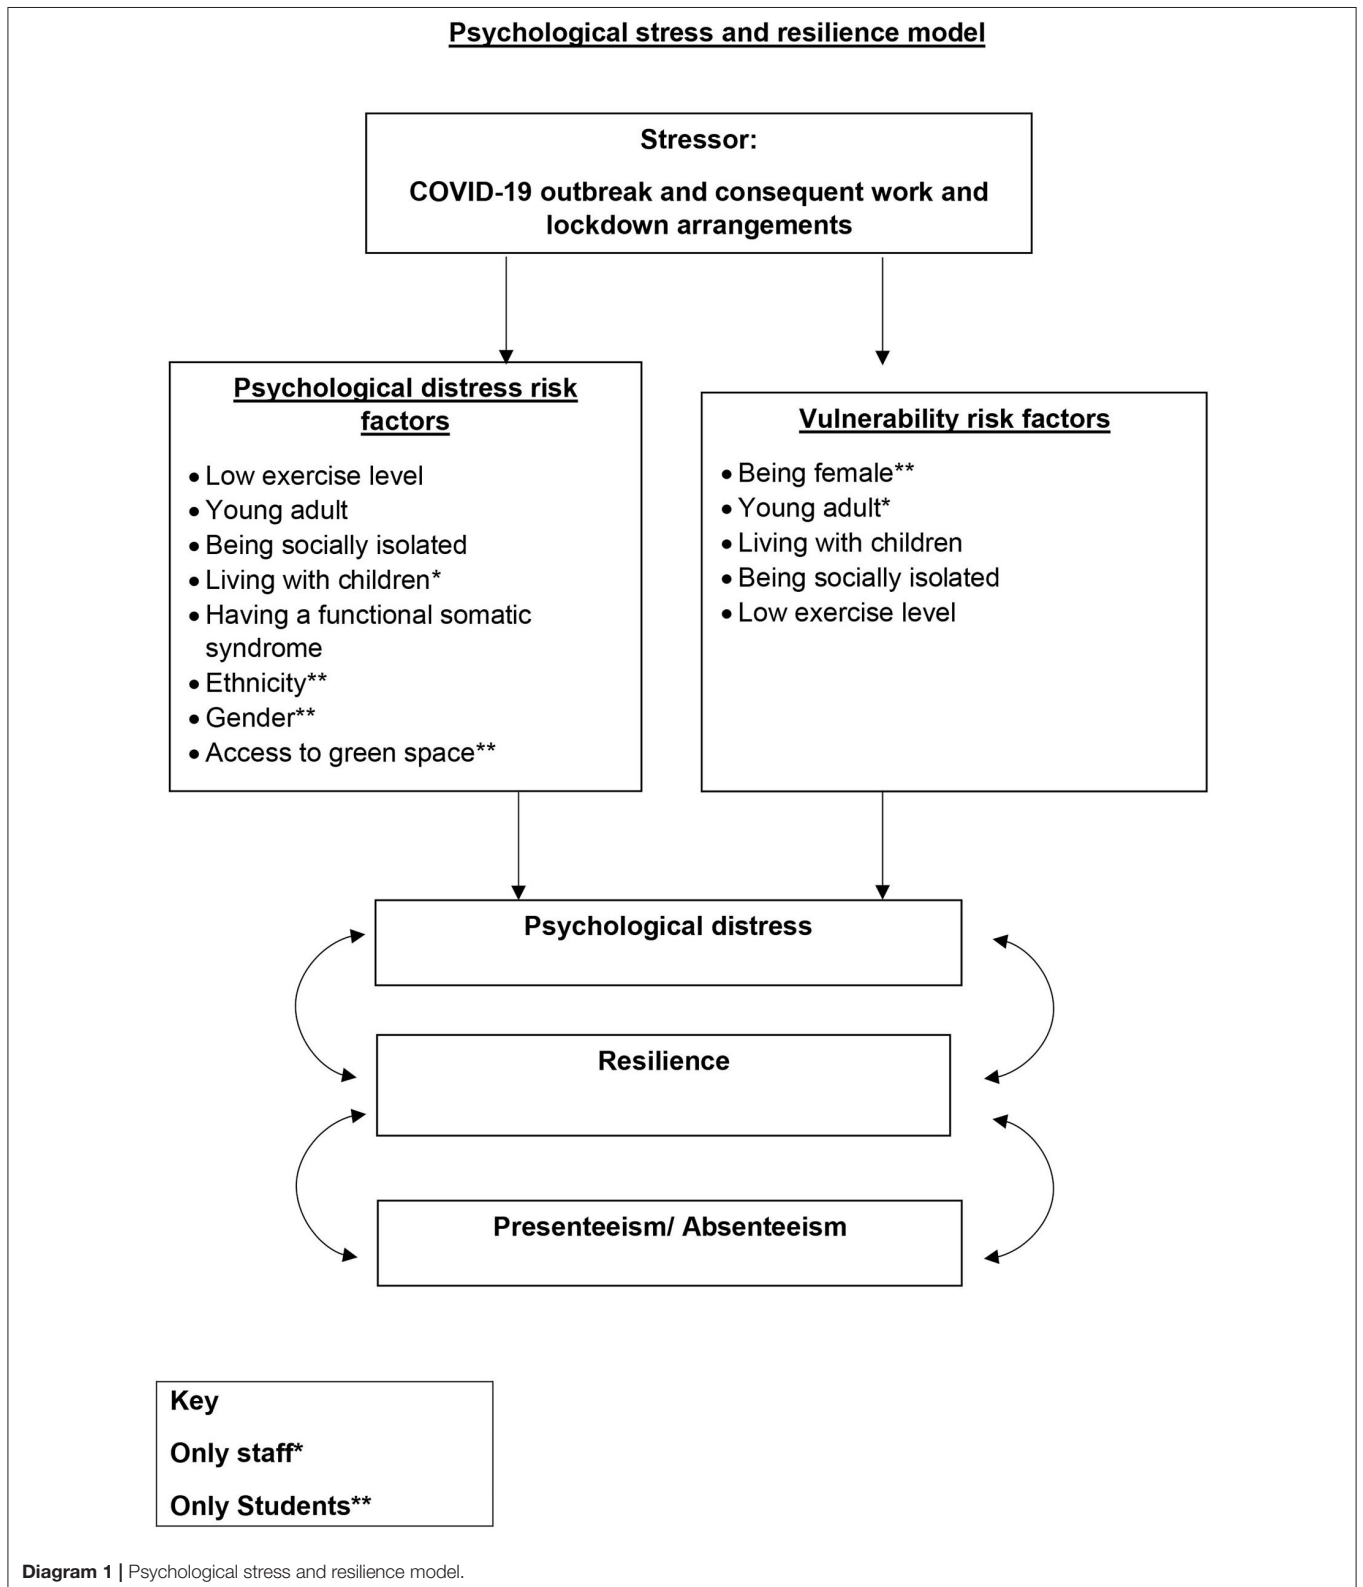 Psychological stress and resilience model
Stressor:
COVID-19 outbreak and consequent work and
lockdown arrangements
Psychological distress risk
factors
• Low exercise level
• Young adult
• Being socially isolated
• Living with children*
• Having a functional somatic
syndrome
• Ethnicity**
• Gender**
• Access to green space**
Vulnerability risk factors
• Being female**
• Young adult*
• Living with children
• Being socially isolated
• Low exercise level
Psychological distress
Resilience
Presenteeism/ Absenteeism
Key
Only staff*
Only Students**
Diagram 1 | Psychological stress and resilience model.